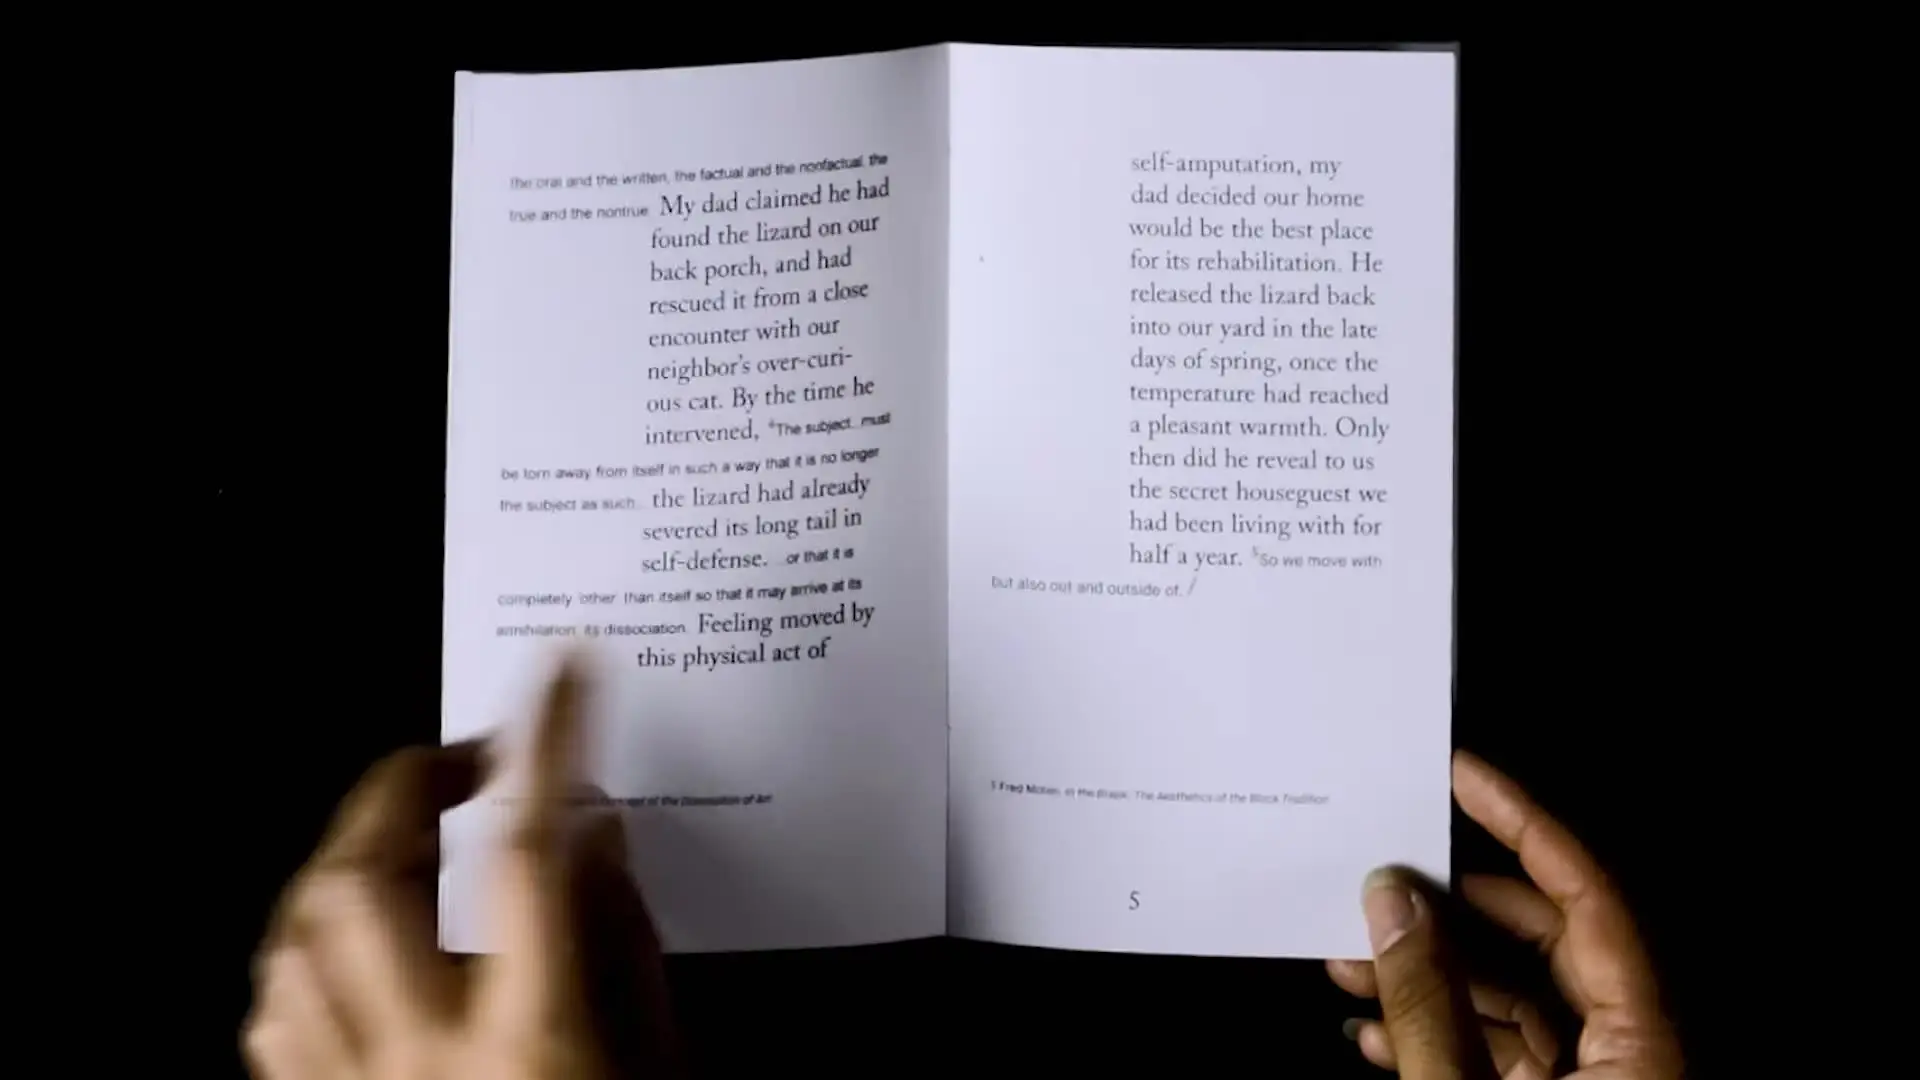 the oral and the written, the factual and the nonfactual, the
true and the nontrue. My dad claimed he had
found the lizard on our
back porch, and had
rescued it from a close
encounter with our
neighbor's over-curi-
ous cat. By the time he
intervened, ⁴The subject...must
be torn away from itself in such a way that it is no longer
the subject as such... the lizard had already
severed its long tail in
self-defense. ...or that it is
completely 'other' than itself so that it may arrive at its
annihilation, its dissociation. Feeling moved by
this physical act of
Concept of the Dissociation of Art
self-amputation, my
dad decided our home
would be the best place
for its rehabilitation. He
released the lizard back
into our yard in the late
days of spring, once the
temperature had reached
a pleasant warmth. Only
then did he reveal to us
the secret houseguest we
had been living with for
half a year. ⁵So we move with
but also out and outside of. /
5 Fred Moten, In the Break: The Aesthetics of the Black Tradition
5